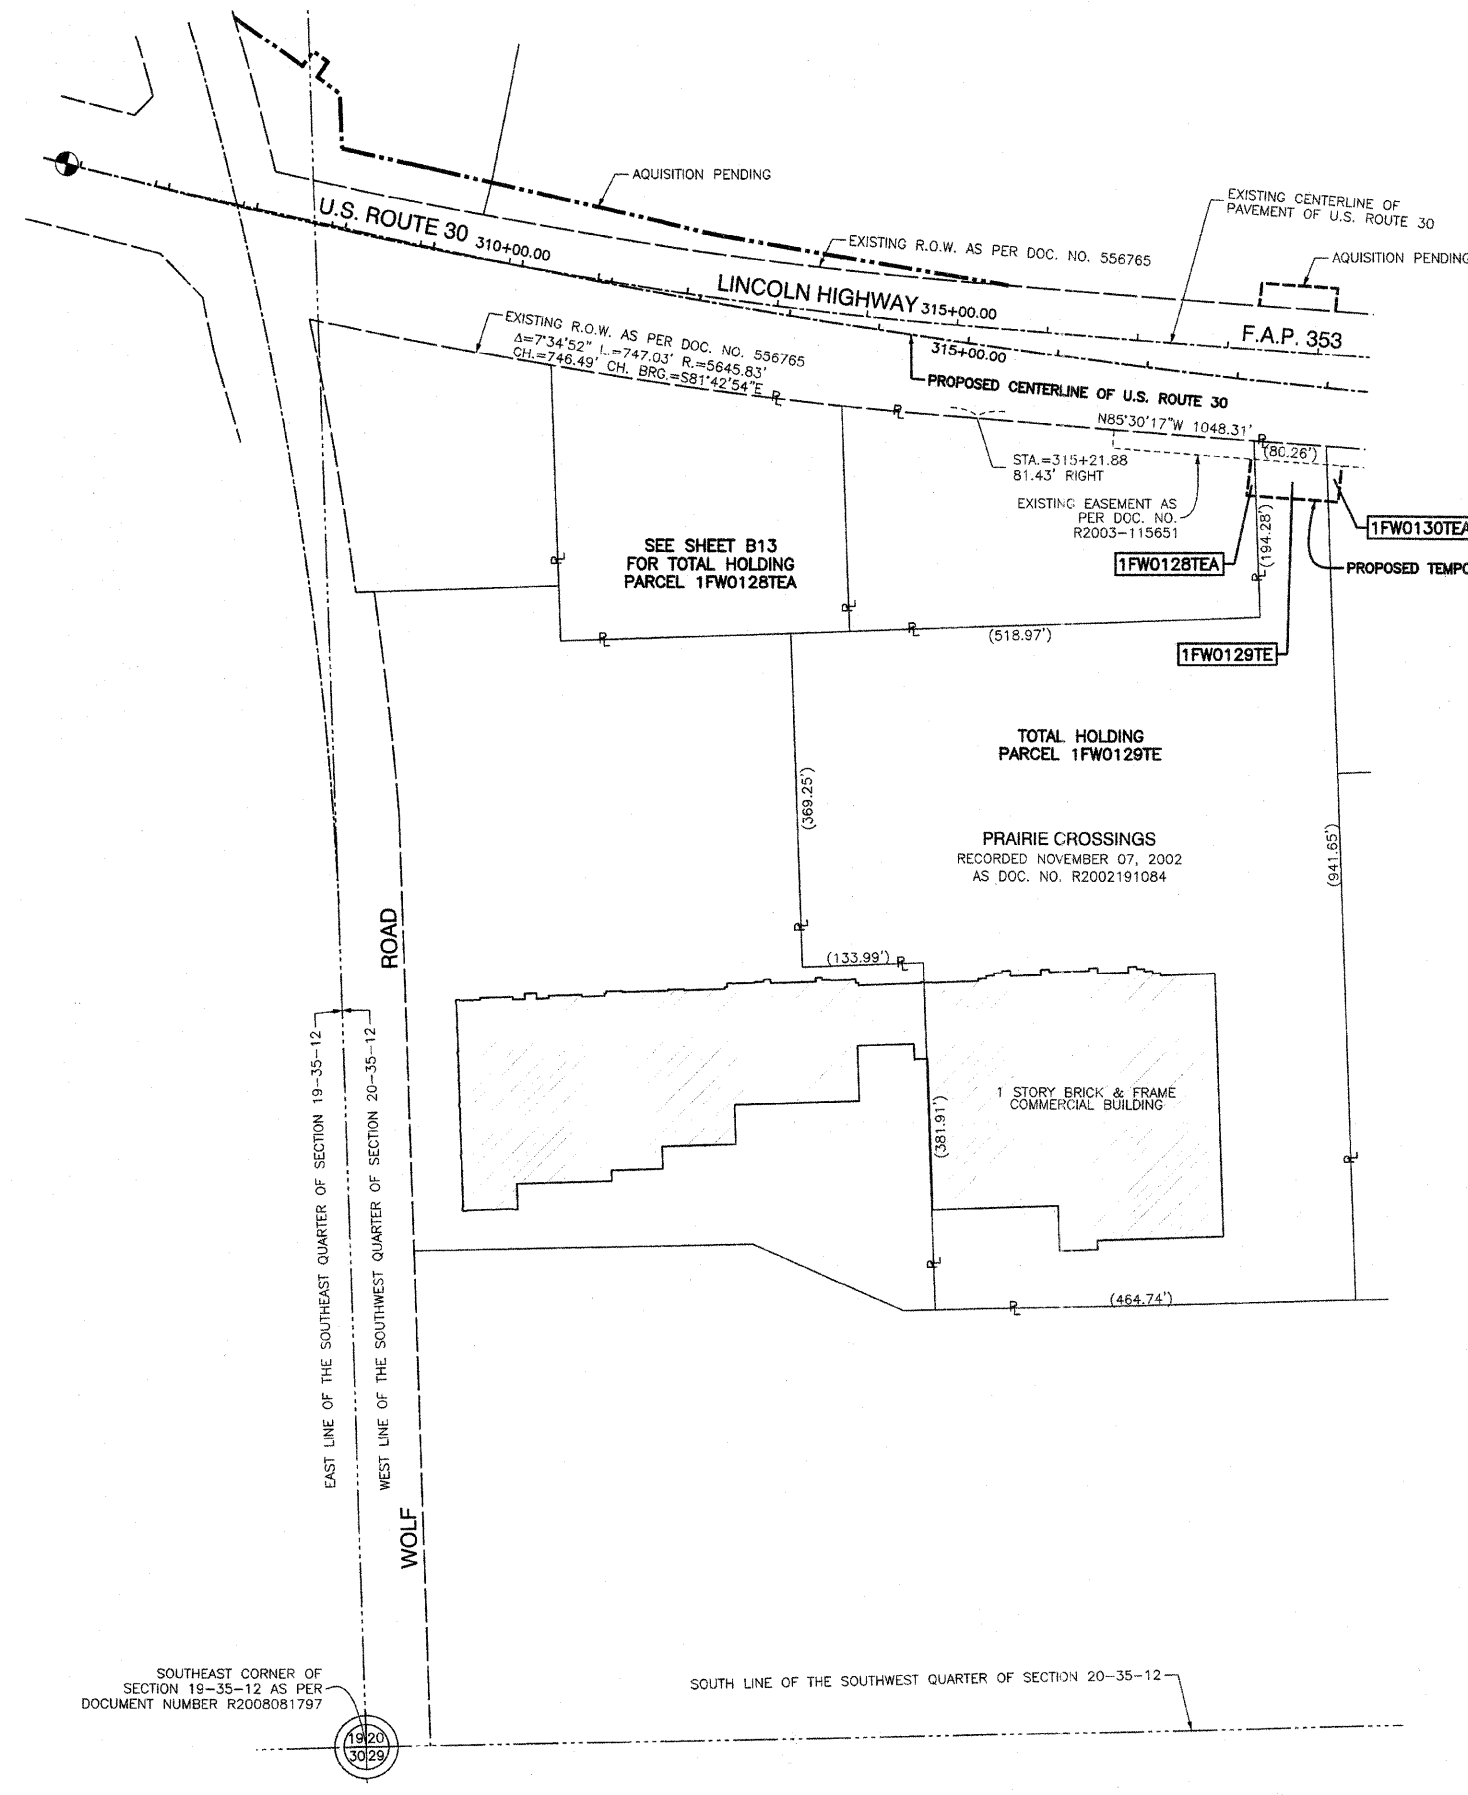 AQUISITION PENDING
EXISTING CENTERLINE OF
PAVEMENT OF U.S. ROUTE 30
U.S. ROUTE 30
310+00.00
EXISTING R.O.W. AS PER DOC. NO. 556765
AQUISITION PENDING
LINCOLN HIGHWAY
315+00.00
F.A.P. 353
EXISTING R.O.W. AS PER DOC. NO. 556765
Δ=7°34'52" L.=747.03' R.=5645.83'
CH.=746.49' CH. BRG.=S81°42'54"E
315+00.00
PROPOSED CENTERLINE OF U.S. ROUTE 30
N85°30'17"W 1048.31'
(80.26')
STA.=315+21.88
81.43' RIGHT
EXISTING EASEMENT AS
PER DOC. NO.
R2003-115651
(194.28')
1FW0130TEA
1FW0128TEA
PROPOSED TEMPO
SEE SHEET B13
FOR TOTAL HOLDING
PARCEL 1FW0128TEA
(518.97')
1FW0129TE
TOTAL HOLDING
PARCEL 1FW0129TE
(369.25')
PRAIRIE CROSSINGS
RECORDED NOVEMBER 07, 2002
AS DOC. NO. R2002191084
(941.65')
ROAD
(133.99')
1 STORY BRICK & FRAME
COMMERCIAL BUILDING
(381.91')
EAST LINE OF THE SOUTHEAST QUARTER OF SECTION 19-35-12
WEST LINE OF THE SOUTHWEST QUARTER OF SECTION 20-35-12
(464.74')
WOLF
SOUTHEAST CORNER OF
SECTION 19-35-12 AS PER
DOCUMENT NUMBER R2008081797
SOUTH LINE OF THE SOUTHWEST QUARTER OF SECTION 20-35-12
19 20
30 29